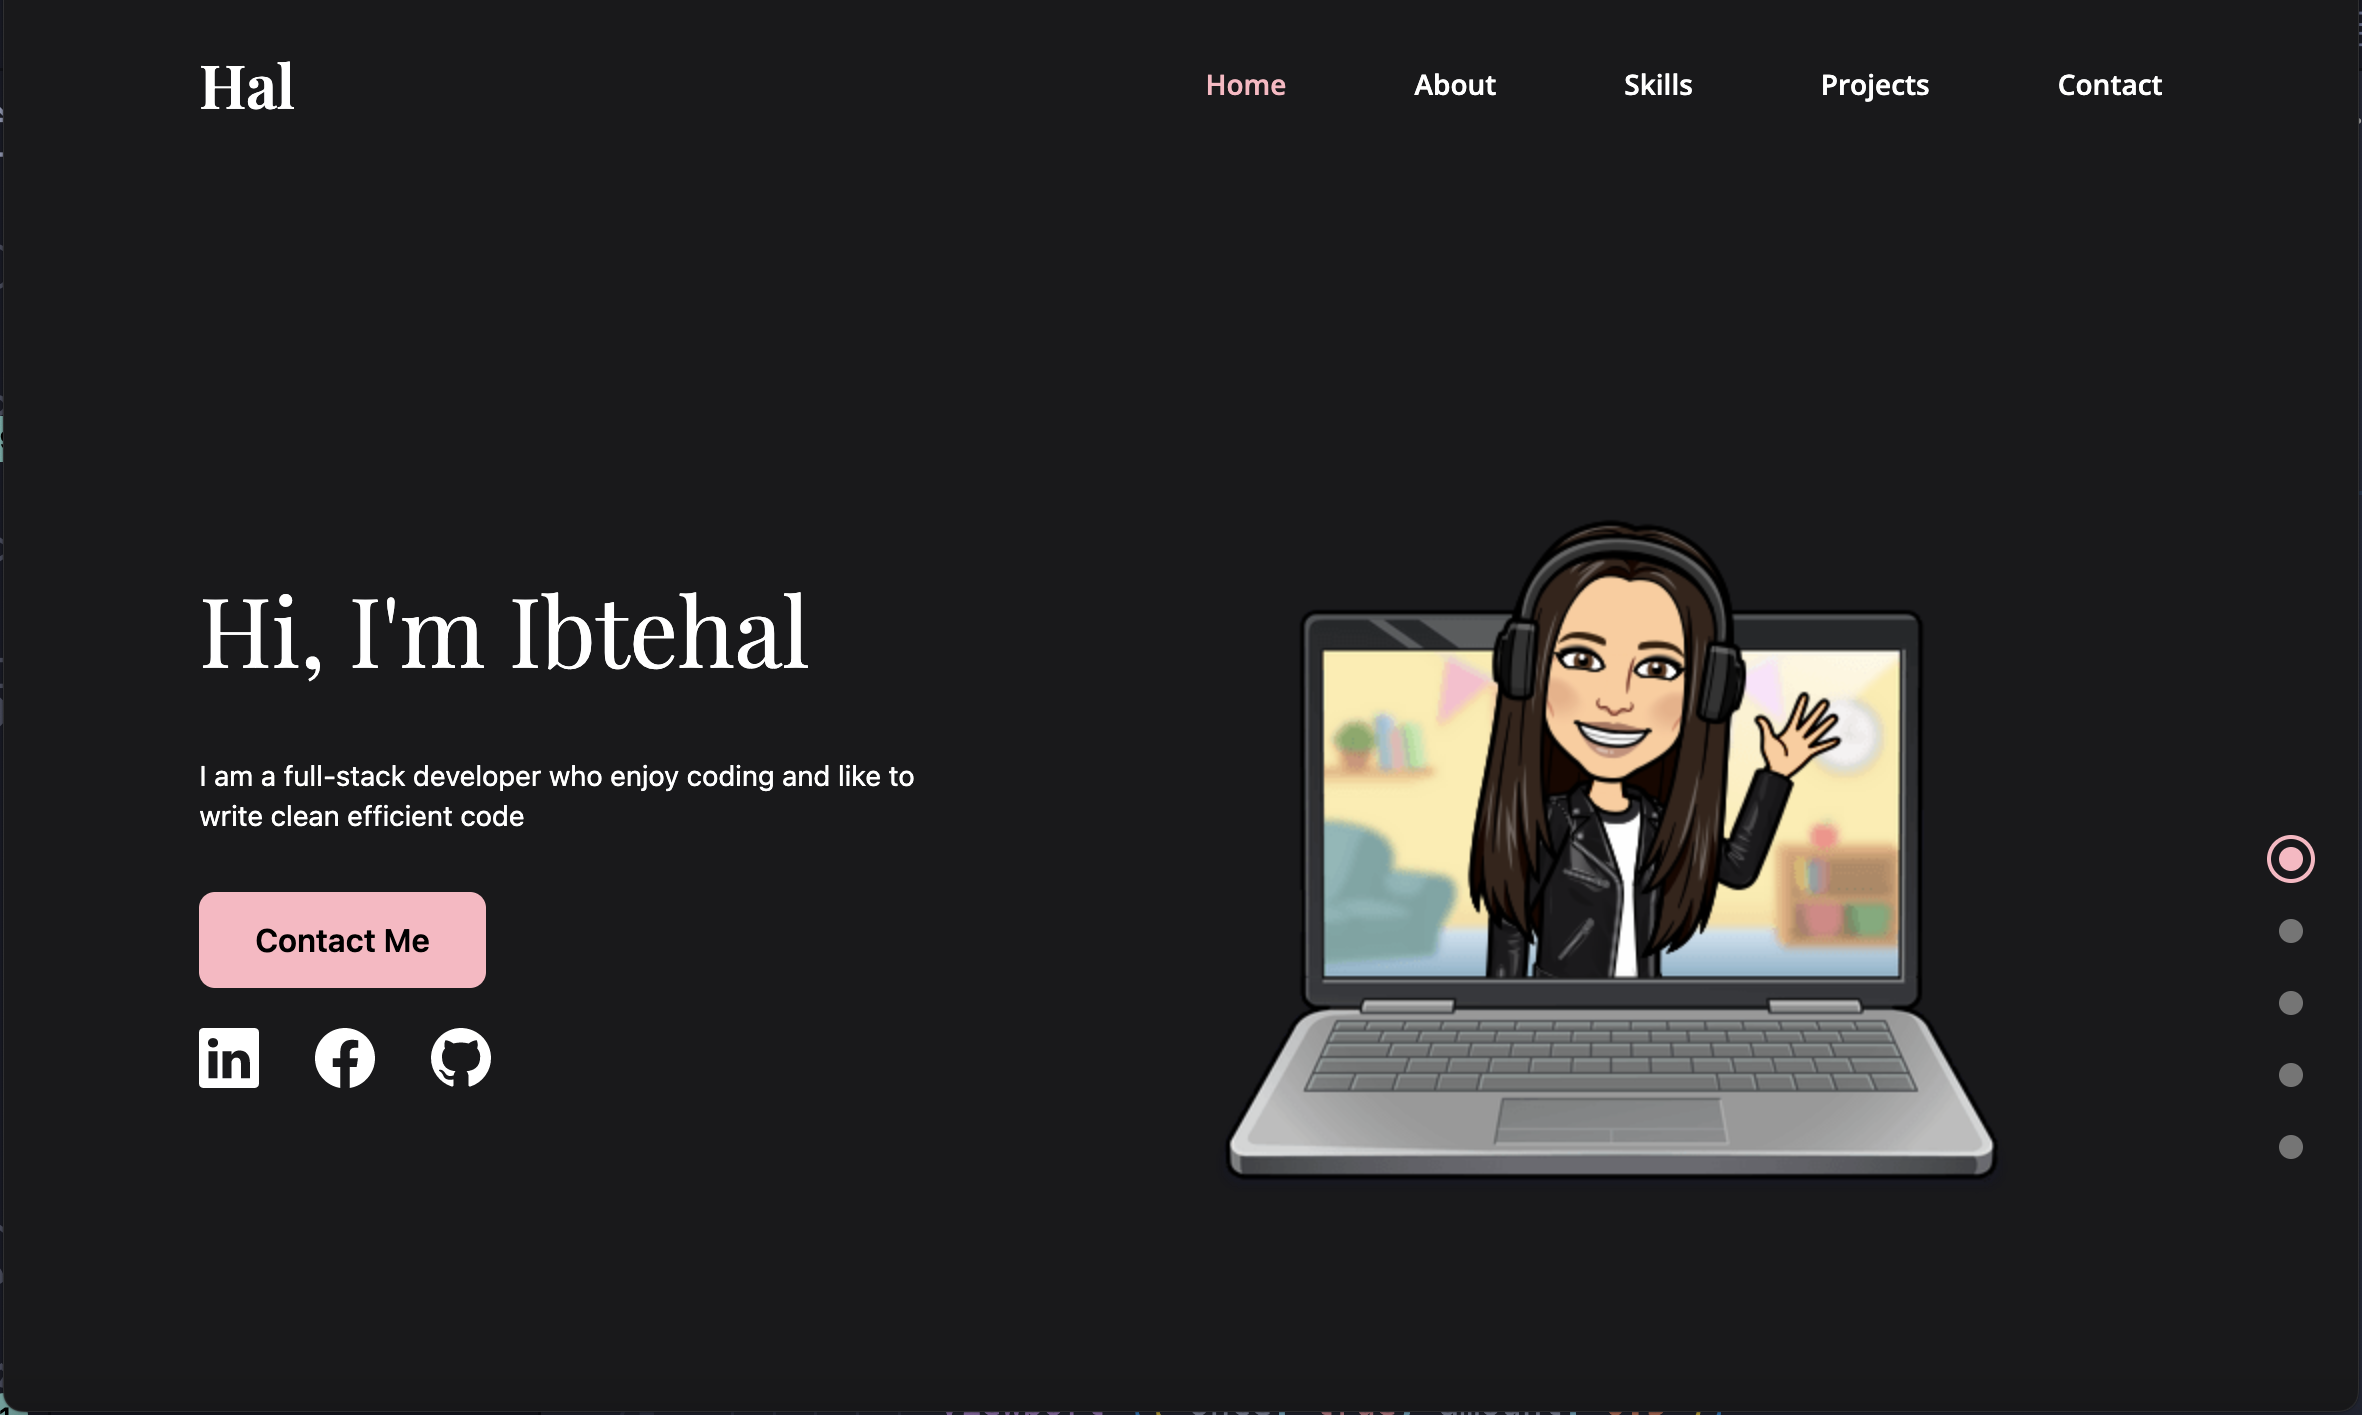 Hal
Home
About
Skills
Projects
Contact
Hi, I'm Ibtehal
I am a full-stack developer who enjoy coding and like to
write clean efficient code
Contact Me
in